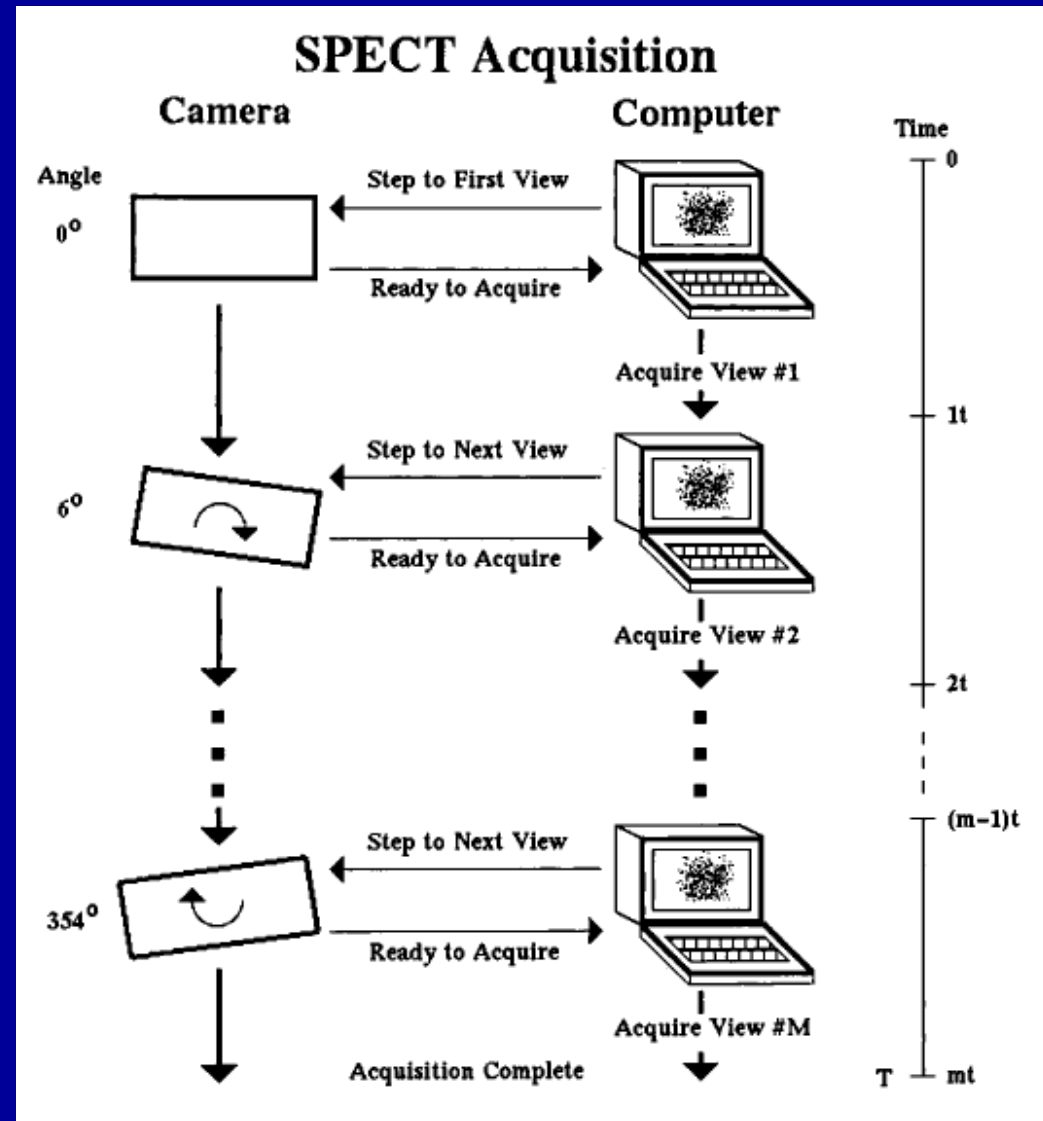 SPECT Acquisition
Camera
Computer
Time
Angle
0°
Step to First View
Ready to Acquire
0
Acquire View #1
1t
6°
Step to Next View
Ready to Acquire
Acquire View #2
2t
(m-1)t
354°
Step to Next View
Ready to Acquire
Acquire View #M
Acquisition Complete
T
mt